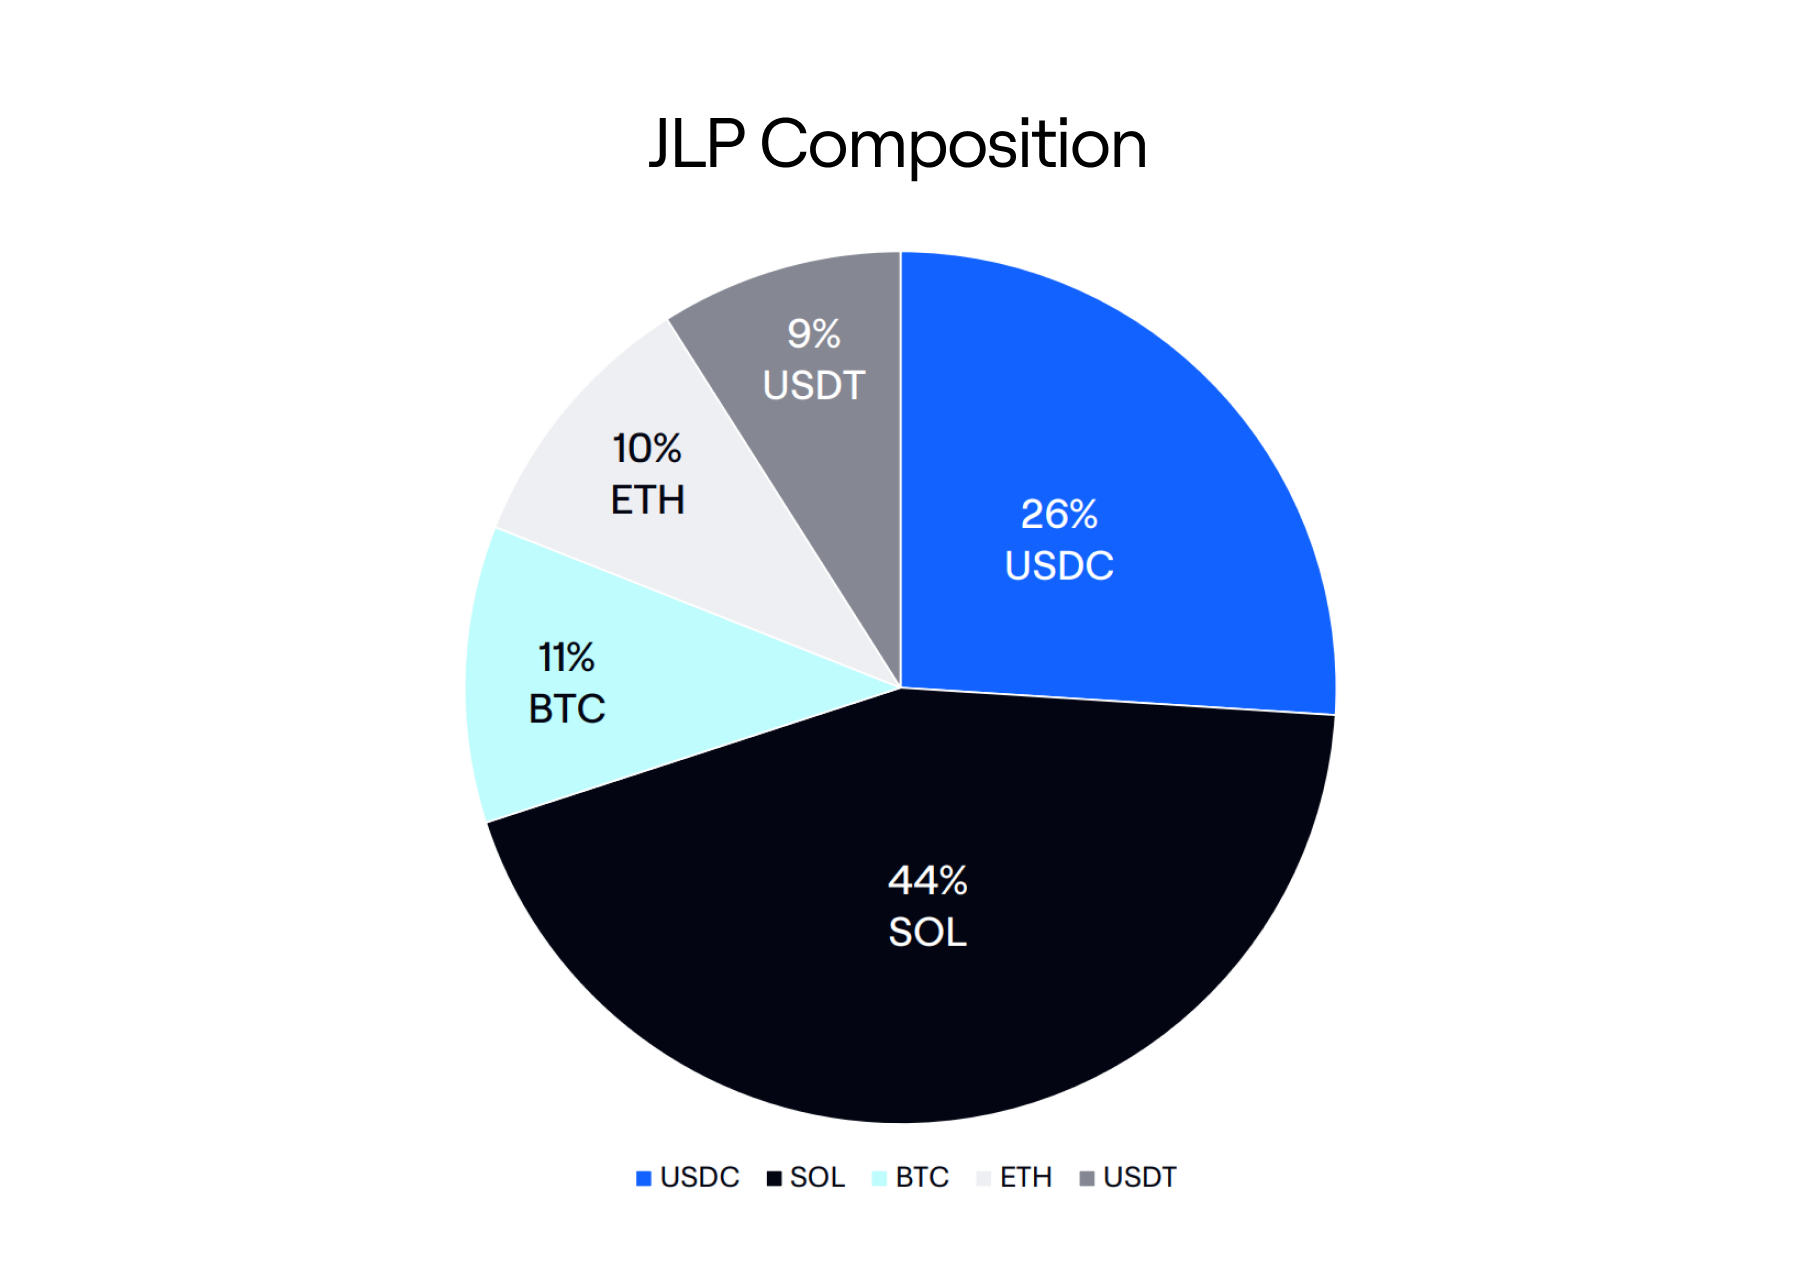 JLP Composition
9%
USDT
10%
ETH
26%
USDC
11%
BTC
44%
SOL
USDC SOL BTC ETH USDT